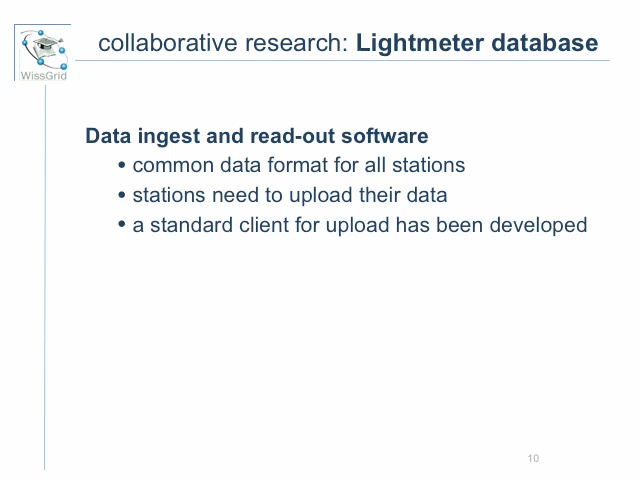 collaborative research: Lightmeter database
WissGrid
Data ingest and read-out software
• common data format for all stations
• stations need to upload their data
• a standard client for upload has been developed
10